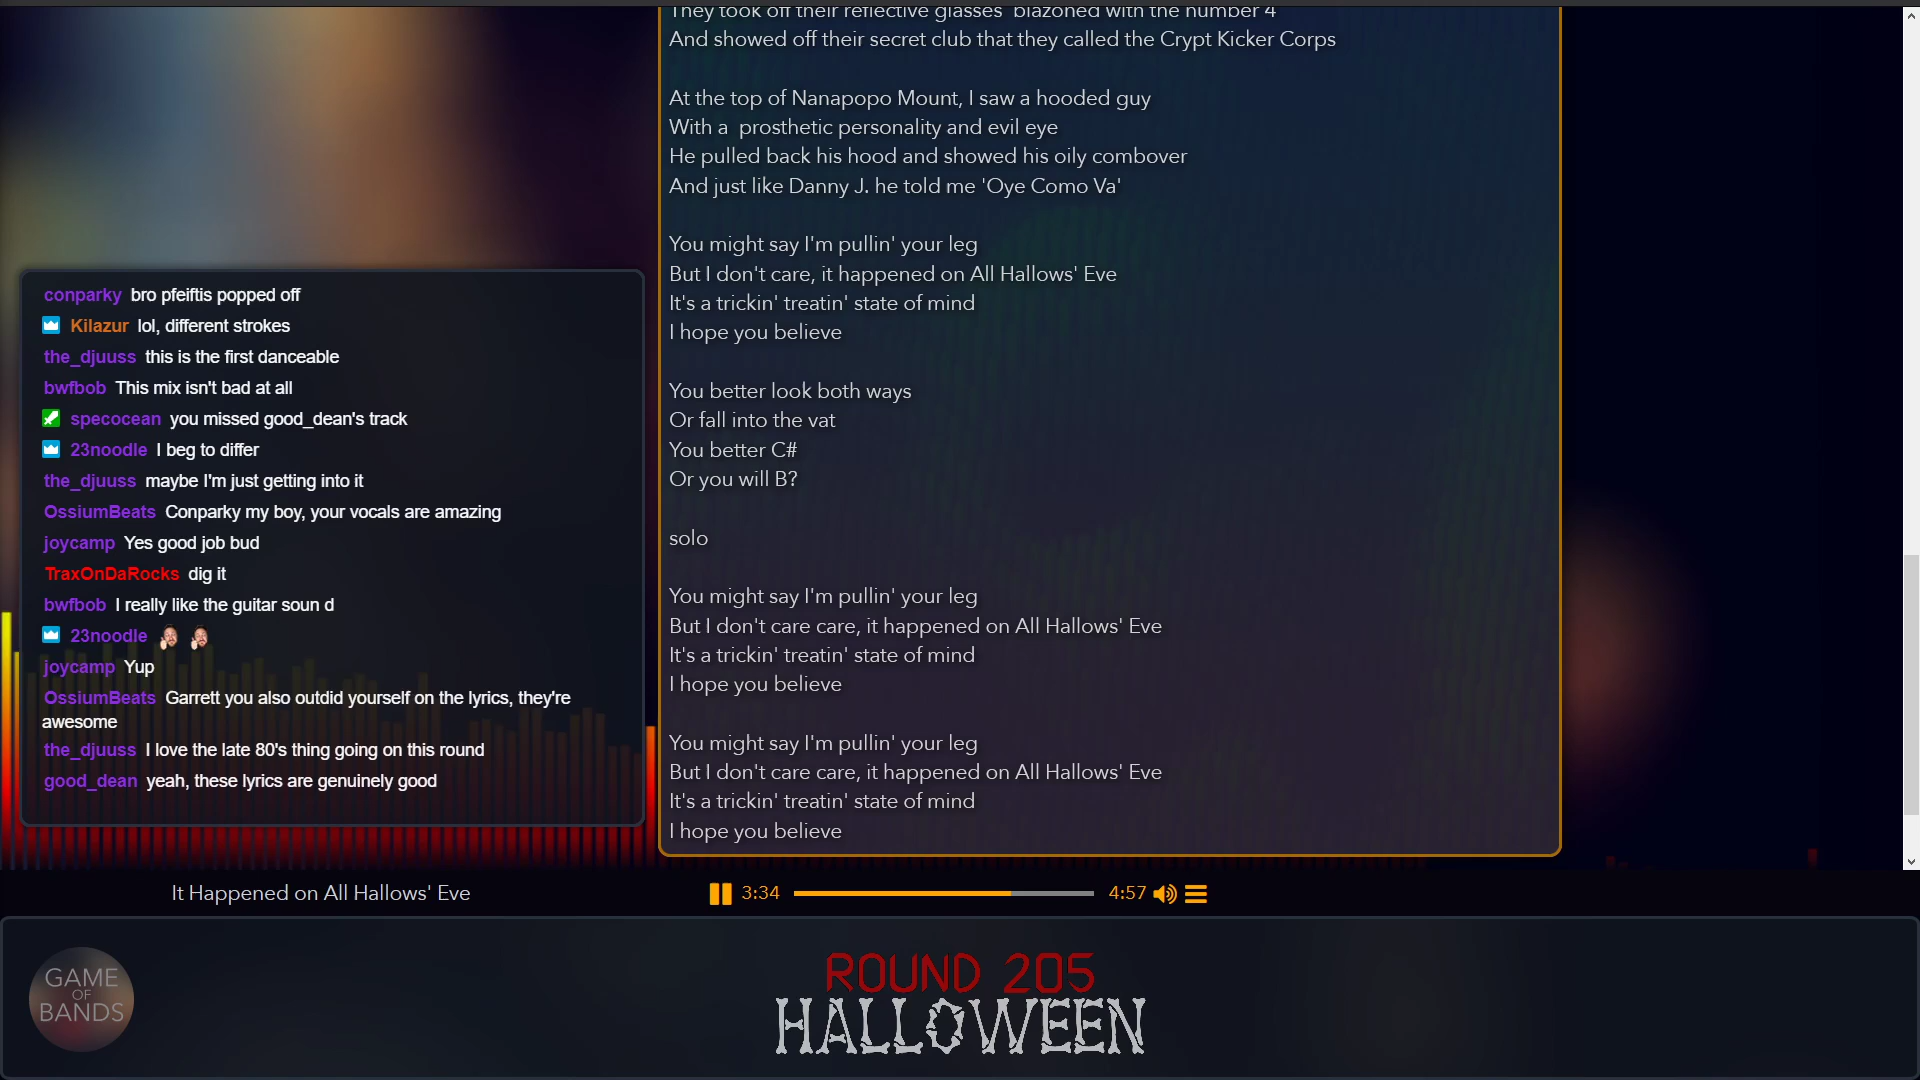 They took off their reflective glasses  blazoned with the number 4
And showed off their secret club that they called the Crypt Kicker Corps
At the top of Nanapopo Mount, I saw a hooded guy
With a  prosthetic personality and evil eye
He pulled back his hood and showed his oily combover
And just like Danny J. he told me 'Oye Como Va'
You might say I'm pullin' your leg
But I don't care, it happened on All Hallows' Eve
It's a trickin' treatin' state of mind
I hope you believe
You better look both ways
Or fall into the vat
You better C#
Or you will B?
solo
You might say I'm pullin' your leg
But I don't care care, it happened on All Hallows' Eve
It's a trickin' treatin' state of mind
I hope you believe
You might say I'm pullin' your leg
But I don't care care, it happened on All Hallows' Eve
It's a trickin' treatin' state of mind
I hope you believe
conparky bro pfeiftis popped off
Kilazur lol, different strokes
the_djuuss this is the first danceable
bwfbob This mix isn't bad at all
specocean you missed good_dean's track
23noodle I beg to differ
the_djuuss maybe I'm just getting into it
OssiumBeats Conparky my boy, your vocals are amazing
joycamp Yes good job bud
TraxOnDaRocks dig it
bwfbob I really like the guitar soun d
23noodle
joycamp Yup
OssiumBeats Garrett you also outdid yourself on the lyrics, they're
awesome
the_djuuss I love the late 80's thing going on this round
good_dean yeah, these lyrics are genuinely good
It Happened on All Hallows' Eve
3:34
4:57
GAME
OF
BANDS
ROUND 205
HALLOWEEN